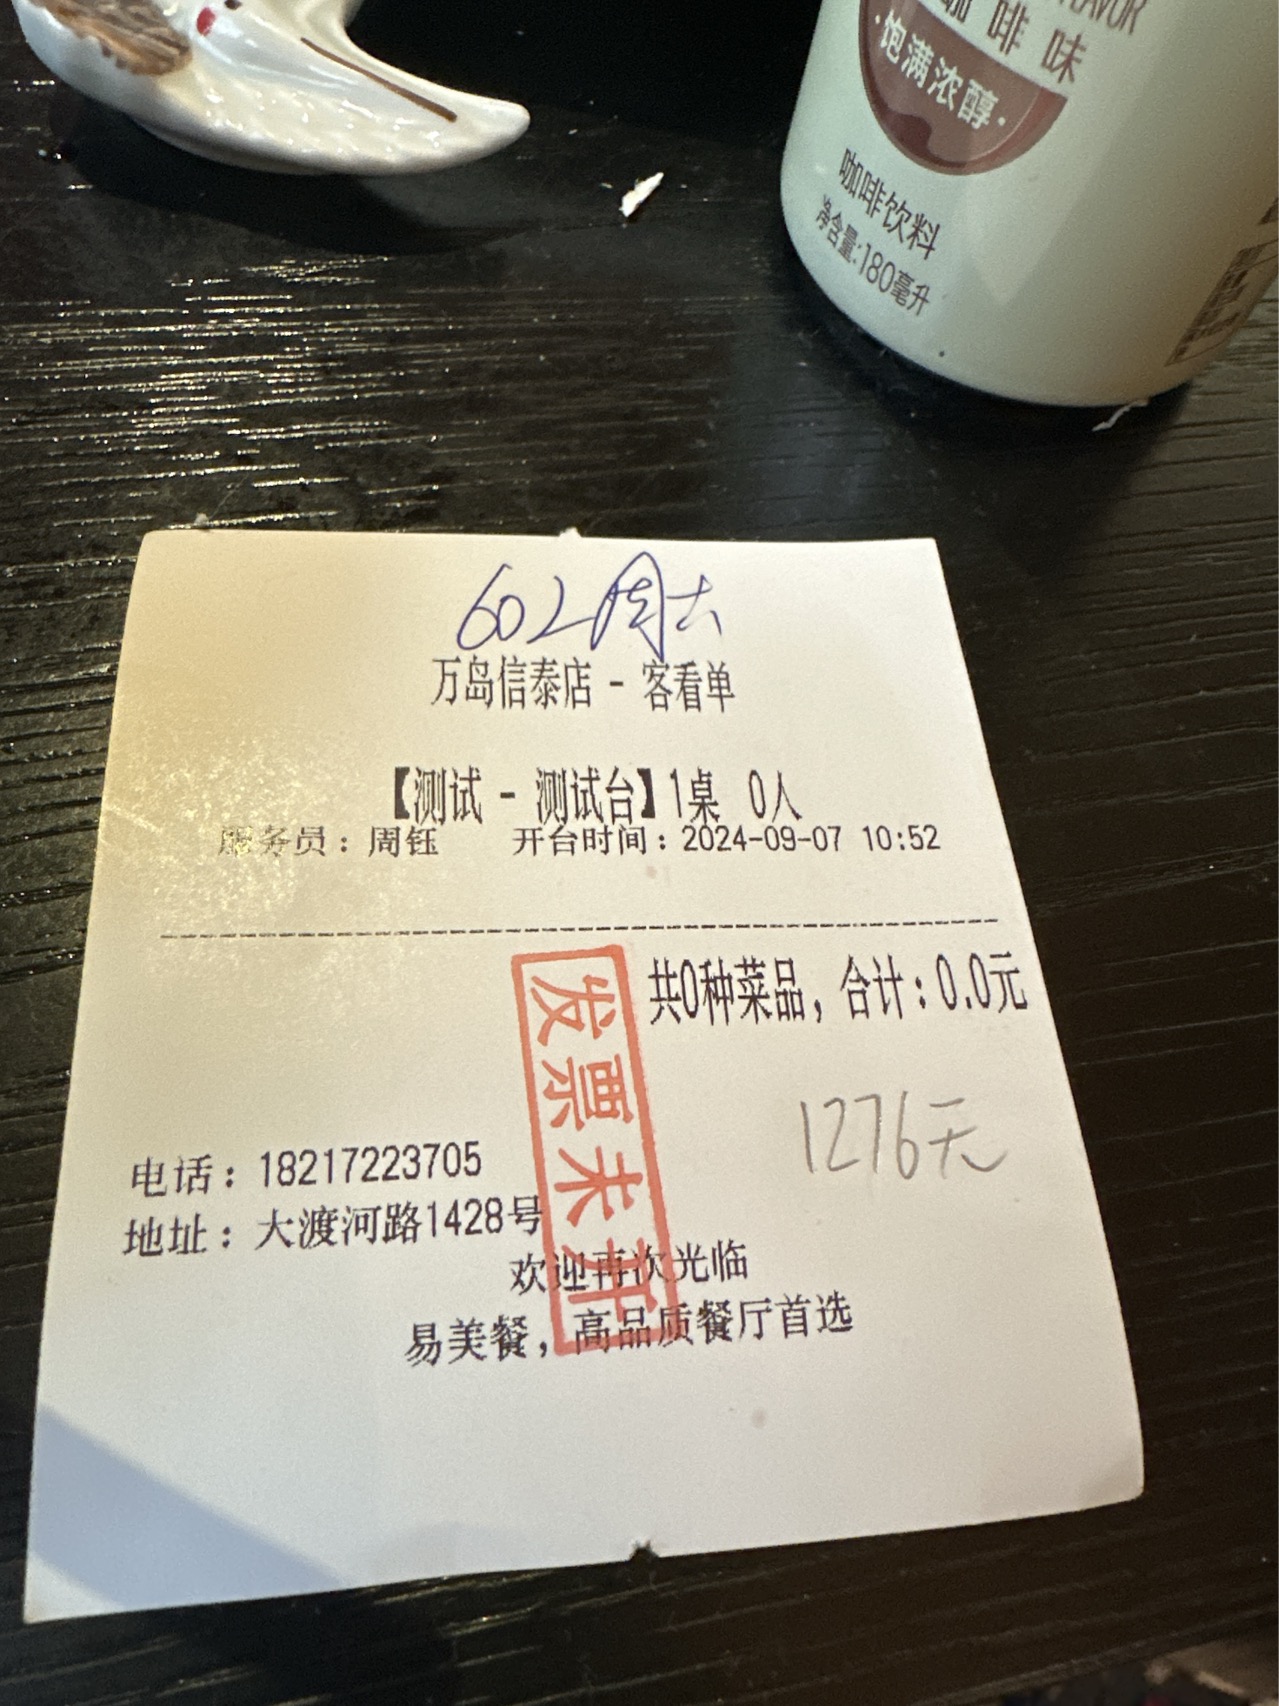 咖啡味
·饱满浓醇·
咖啡饮料
净含量:180毫升
602周六
万岛信泰店 - 客看单
【测试 - 测试台】1桌 0人
服务员：周钰 开台时间：2024-09-07 10:52
共0种菜品，合计：0.0元
发票未开
1276元
电话：18217223705
地址：大渡河路1428号
欢迎再次光临
易美餐，高品质餐厅首选